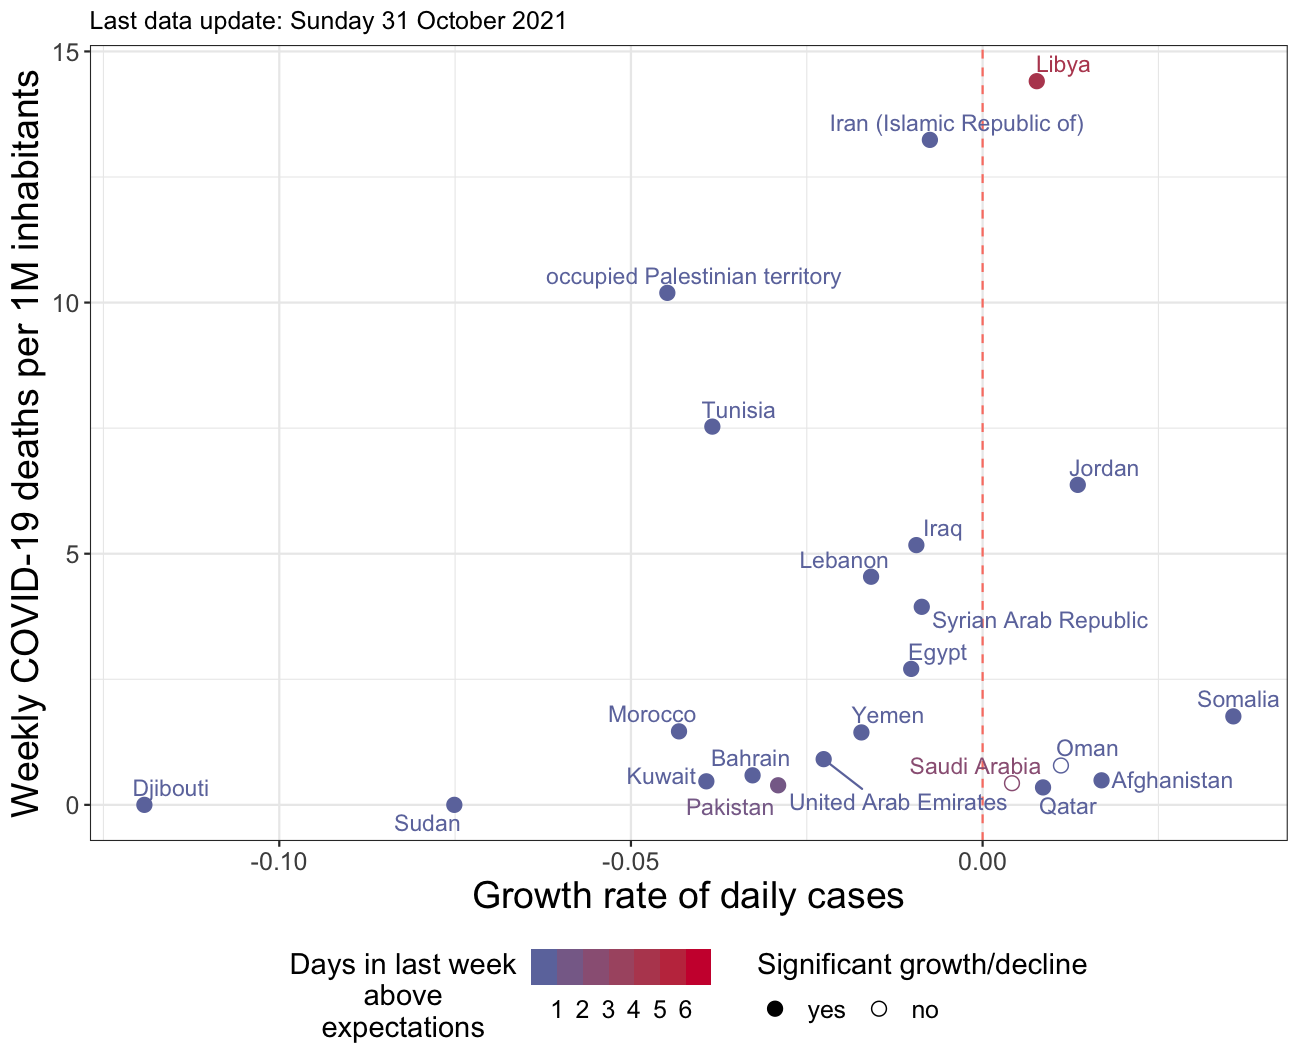 Last data update: Sunday 31 October 2021
Weekly COVID-19 deaths per 1M inhabitants
15
10
5
0
Libya
Iran (Islamic Republic of)
occupied Palestinian territory
Tunisia
Jordan
Iraq
Lebanon
Syrian Arab Republic
Egypt
Somalia
Morocco
Yemen
Oman
Bahrain
Saudi Arabia
Kuwait
Afghanistan
Djibouti
Pakistan
United Arab Emirates
Qatar
Sudan
-0.10
-0.05
0.00
Growth rate of daily cases
Days in last week
above
expectations
1 2 3 4 5 6
Significant growth/decline
yes
no